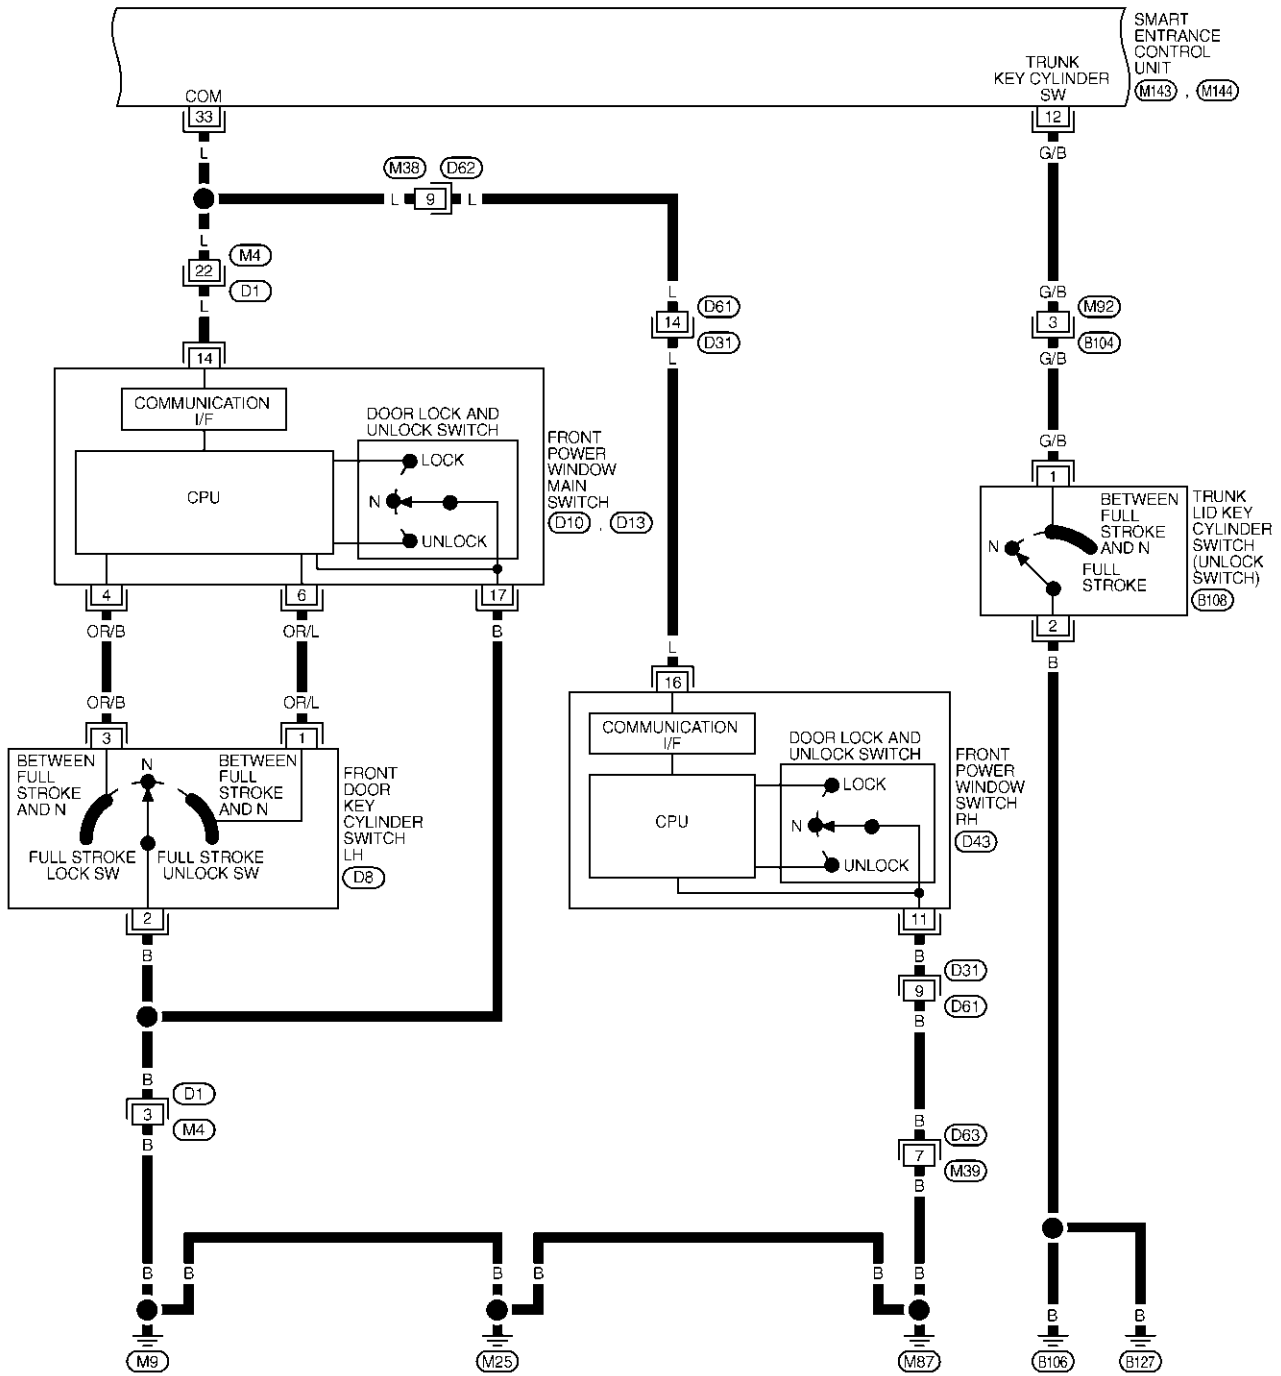 SMART
ENTRANCE
CONTROL
UNIT
M143 , M144
TRUNK
KEY CYLINDER
SW
COM
33
12
L
G/B
M38 D62
L 9 L
L
M4
22
D1
L
L
G/B
D61
M92
14
3
D31
B104
L
G/B
14
COMMUNICATION
I/F
DOOR LOCK AND
UNLOCK SWITCH
LOCK
CPU
N
UNLOCK
FRONT
POWER
WINDOW
MAIN
SWITCH
D10 , D13
G/B
1
BETWEEN
FULL
STROKE
AND N
N
FULL
STROKE
TRUNK
LID KEY
CYLINDER
SWITCH
(UNLOCK
SWITCH)
B108
4
6
17
2
OR/B
OR/L
B
L
B
16
OR/B
OR/L
3
1
BETWEEN
FULL
STROKE
AND N
N
BETWEEN
FULL
STROKE
AND N
FULL STROKE
LOCK SW
FULL STROKE
UNLOCK SW
FRONT
DOOR
KEY
CYLINDER
SWITCH
LH
D8
COMMUNICATION
I/F
DOOR LOCK AND
UNLOCK SWITCH
LOCK
CPU
N
UNLOCK
FRONT
POWER
WINDOW
SWITCH
RH
D43
2
11
B
B
D31
9
D61
B
B
D1
3
M4
B
B
D63
7
M39
B
B B B B B B
B B
M9
M25
M87
B106
B127